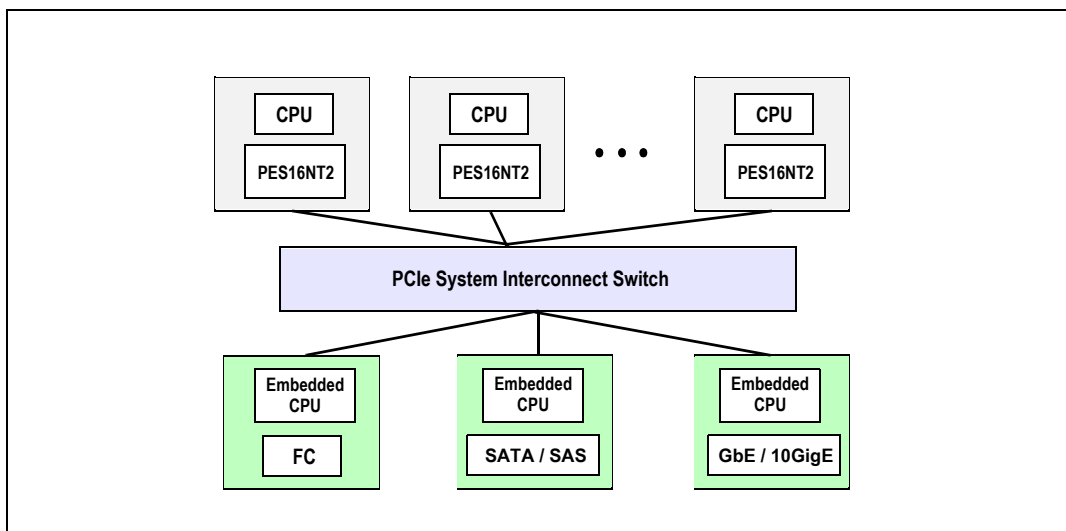 CPU
PES16NT2
CPU
PES16NT2
• • •
CPU
PES16NT2
PCIe System Interconnect Switch
Embedded
CPU
FC
Embedded
CPU
SATA / SAS
Embedded
CPU
GbE / 10GigE